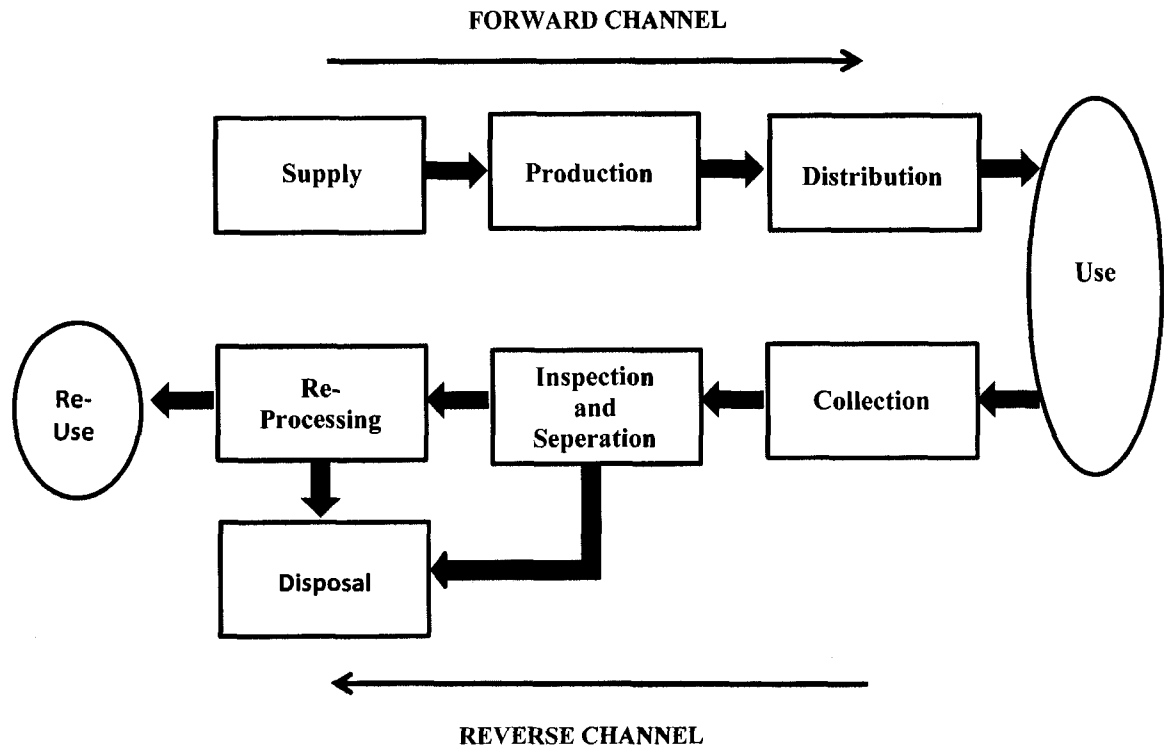 FORWARD CHANNEL
Supply
Production
Distribution
Use
Re-
Use
Re-
Processing
Inspection
and
Seperation
Collection
Disposal
REVERSE CHANNEL